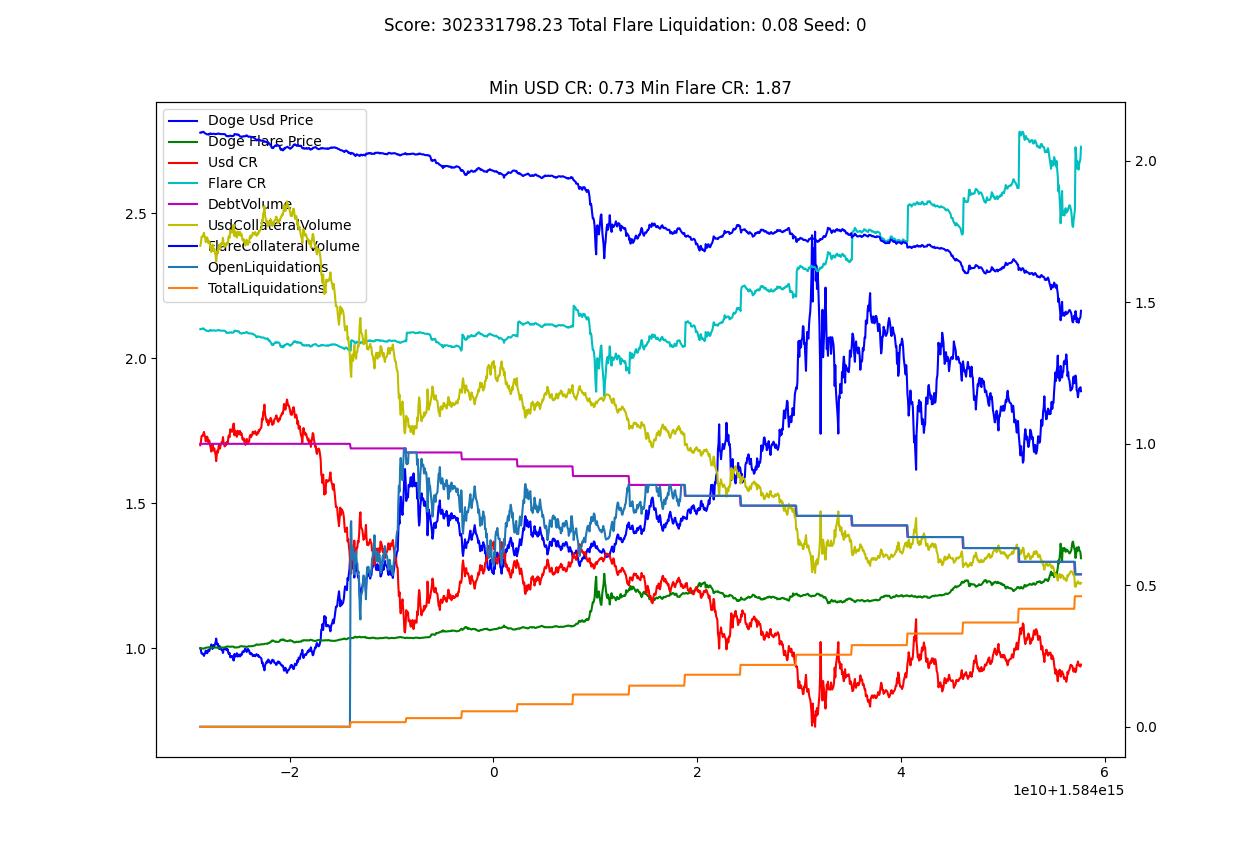 Score: 302331798.23 Total Flare Liquidation: 0.08 Seed: 0
Min USD CR: 0.73 Min Flare CR: 1.87
Doge Usd Price
Doge Flare Price
Usd CR
Flare CR
DebtVolume
UsdCollateralVolume
FlareCollateralVolume
OpenLiquidations
TotalLiquidations
2.5
2.0
1.5
1.0
2.0
1.5
1.0
0.5
0.0
−2 0 2 4 6
1e10+1.584e15